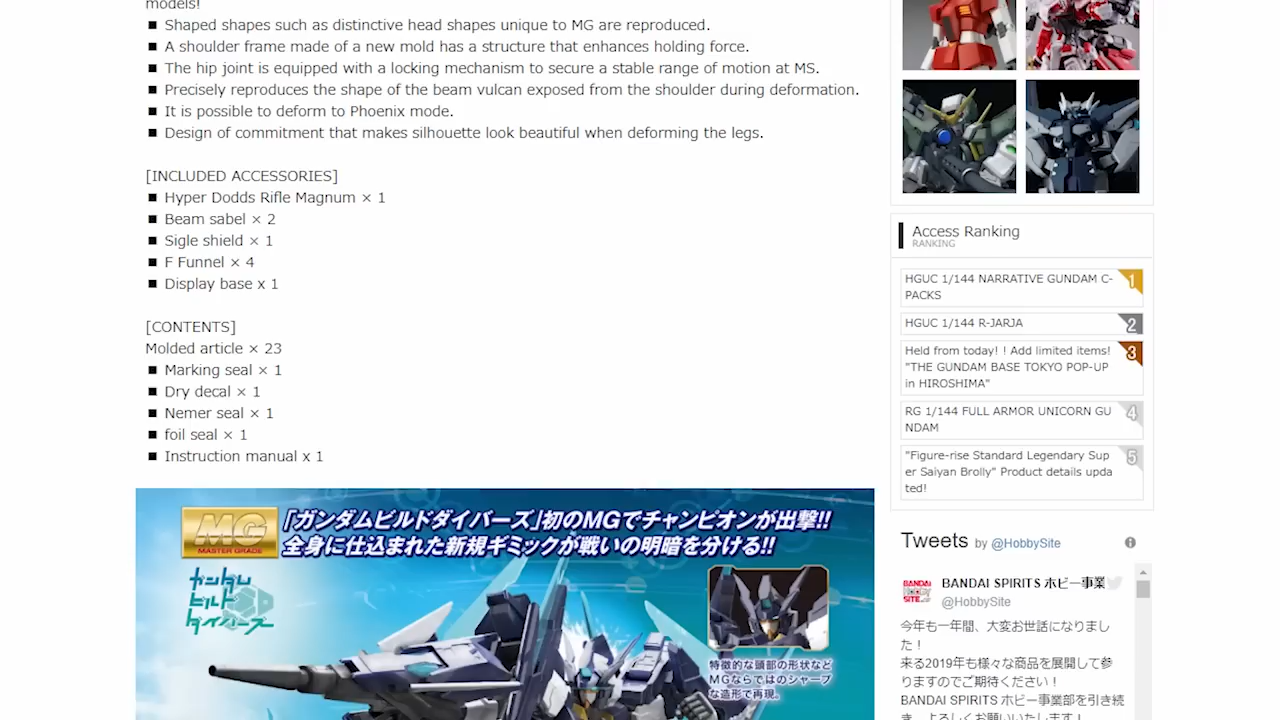 models!
■ Shaped shapes such as distinctive head shapes unique to MG are reproduced.
■ A shoulder frame made of a new mold has a structure that enhances holding force.
■ The hip joint is equipped with a locking mechanism to secure a stable range of motion at MS.
■ Precisely reproduces the shape of the beam vulcan exposed from the shoulder during deformation.
■ It is possible to deform to Phoenix mode.
■ Design of commitment that makes silhouette look beautiful when deforming the legs.
[INCLUDED ACCESSORIES]
■ Hyper Dodds Rifle Magnum × 1
■ Beam sabel × 2
■ Sigle shield × 1
■ F Funnel × 4
■ Display base x 1
[CONTENTS]
Molded article × 23
■ Marking seal × 1
■ Dry decal × 1
■ Nemer seal × 1
■ foil seal × 1
■ Instruction manual x 1
MG
MASTER GRADE
「ガンダムビルドダイバーズ」初のMGでチャンピオンが出撃!!
全身に仕込まれた新規ギミックが戦いの明暗を分ける!!
ガンダム
ビルド
ダイバーズ
特徴的な頭部の形状など
MGならではのシャープ
な造形で再現。
Access Ranking
RANKING
HGUC 1/144 NARRATIVE GUNDAM C-
PACKS
1
HGUC 1/144 R-JARJA
2
Held from today! ! Add limited items!
"THE GUNDAM BASE TOKYO POP-UP
in HIROSHIMA"
3
RG 1/144 FULL ARMOR UNICORN GU
NDAM
4
"Figure-rise Standard Legendary Sup
er Saiyan Brolly" Product details upda
ted!
5
Tweets by @HobbySite
BANDAI
HOBBY
SITE
BANDAI SPIRITS ホビー事業
@HobbySite
今年も一年間、大変お世話になりまし
た！
来る2019年も様々な商品を展開して参
りますのでご期待ください！
BANDAI SPIRITS ホビー事業部を引き続
き、よろしくお願いいたします！